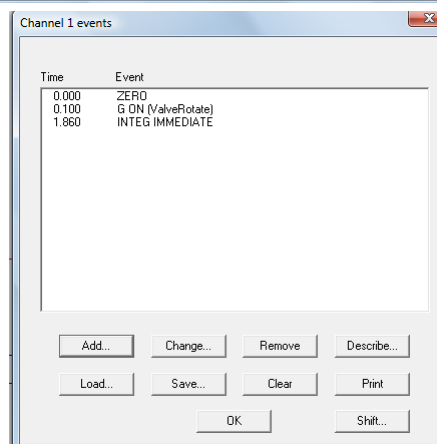 Channel 1 events
Time Event
0.000 ZERO
0.100 G ON (ValveRotate)
1.860 INTEG IMMEDIATE
Add... Change... Remove Describe...
Load... Save... Clear Print
OK Shift...